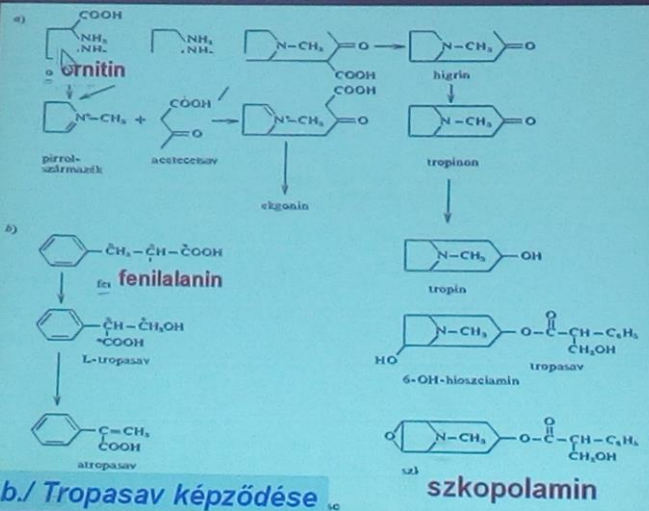 a)
COOH
NH₂
.NH₂
NH₂
.NH₂
N–CH₃
O
COOH
N–CH₃
O
higrin
o ornitin
N⁺–CH₃ +
COOH
O
COOH
N⁺–CH₃
O
N–CH₃
O
pirrol-
származék
acetecetsav
tropinon
ekgonin
b)
CH₂–CH–COOH
fenilalanin
N–CH₃
OH
tropin
CH–CH₂OH
*COOH
L-tropasav
N–CH₃
O–C–CH–C₆H₅
O
CH₂OH
HO
tropasav
6-OH-hioszciamin
C=CH₂
COOH
atropasav
O
N–CH₃
O–C–CH–C₆H₅
O
CH₂OH
b./ Tropasav képződése
szkopolamin